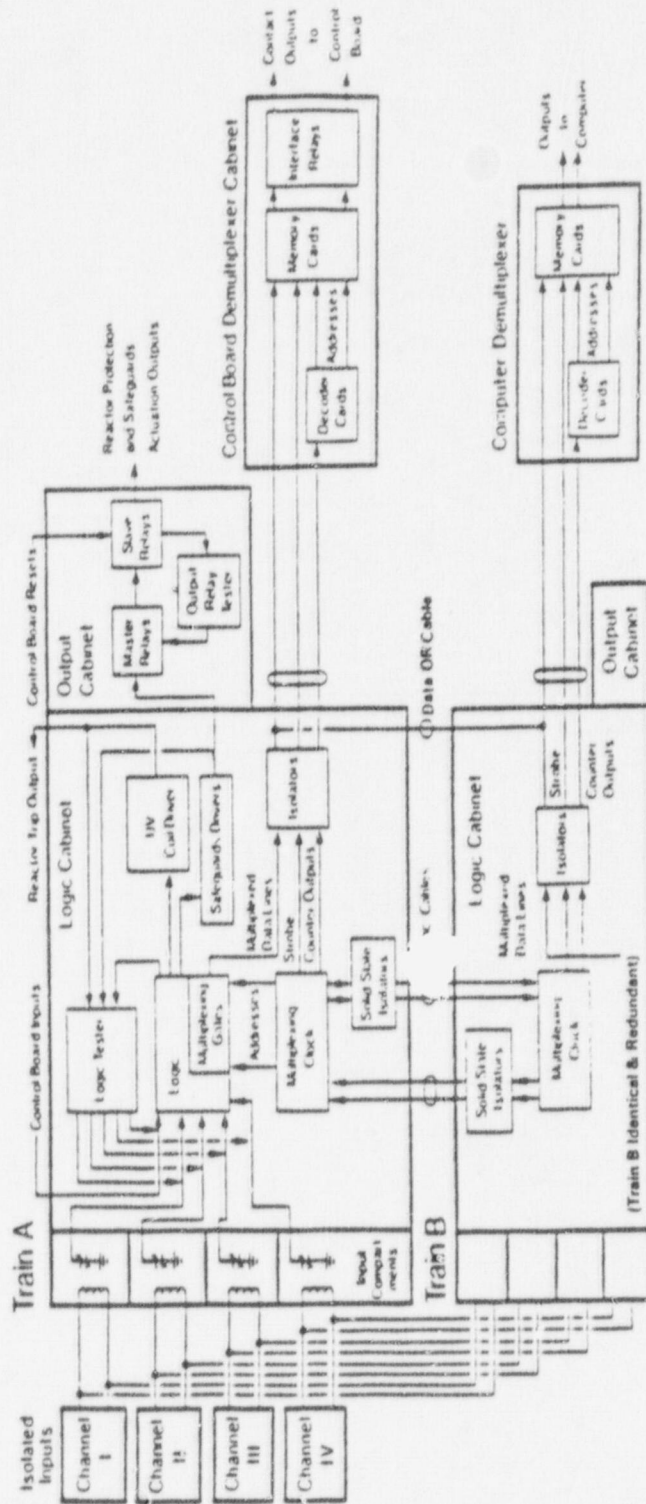 Isolated
Inputs
Channel
I
Channel
II
Channel
III
Channel
IV
Train A
Control Board Inputs
Reactor Trip Output
Control Board Resets
Logic Cabinet
Logic Tester
Logic
Multiplexing
Gates
UV
Coil Driver
Safeguards Drivers
Addresses
Multiplexed
Data Lines
Strobe
Counter Outputs
Multiplexing
Clock
Isolators
Solid State
Isolators
Input
Compart
ments
Output
Cabinet
Master
Relays
Slave
Relays
Output
Relay
Tester
Reactor Protection
and Safeguards
Actuation Outputs
Control Board Demultiplexer Cabinet
Decoder
Cards
Addresses
Memory
Cards
Interface
Relays
Contact
Outputs
to
Control
Board
Data OR Cable
Cables
Train B
Logic Cabinet
Solid State
Isolators
Multiplexing
Clock
Multiplexed
Data Lines
Isolators
Strobe
Counter
Outputs
Output
Cabinet
(Train B Identical & Redundant)
Computer Demultiplexer
Decoder
Cards
Addresses
Memory
Cards
Outputs
to
Computer